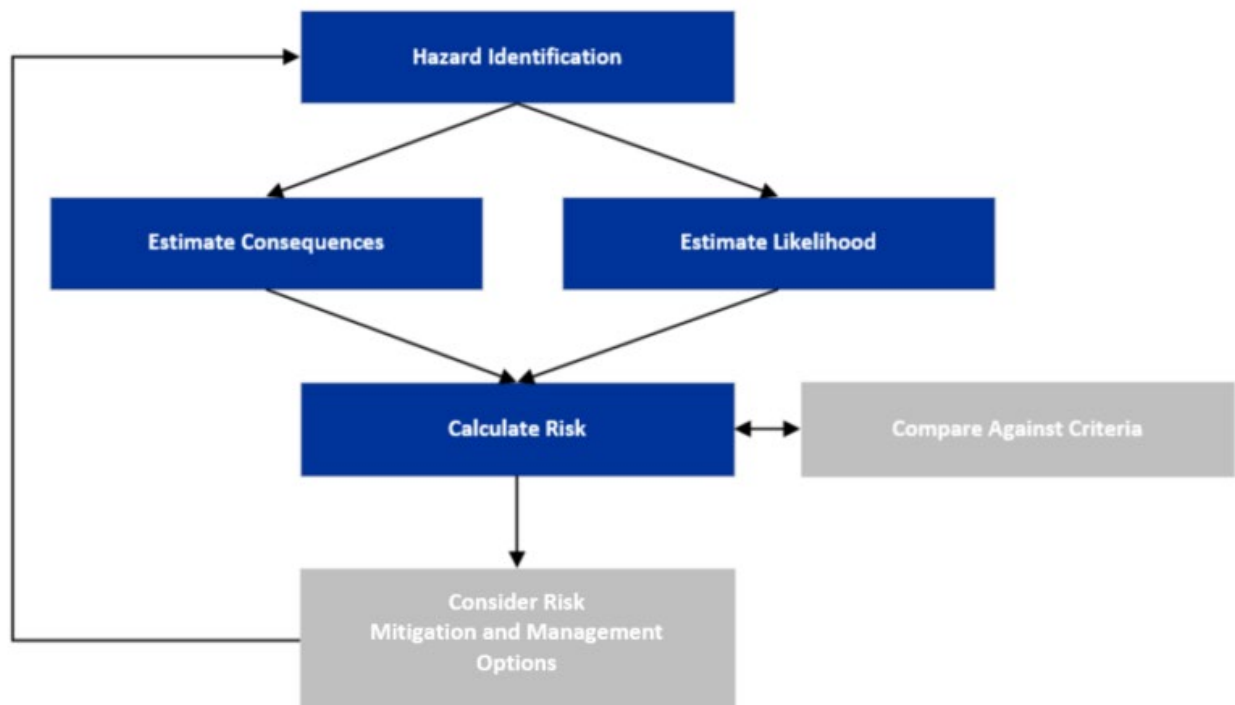 Hazard Identification
Estimate Consequences
Estimate Likelihood
Calculate Risk
Compare Against Criteria
Consider Risk
Mitigation and Management
Options